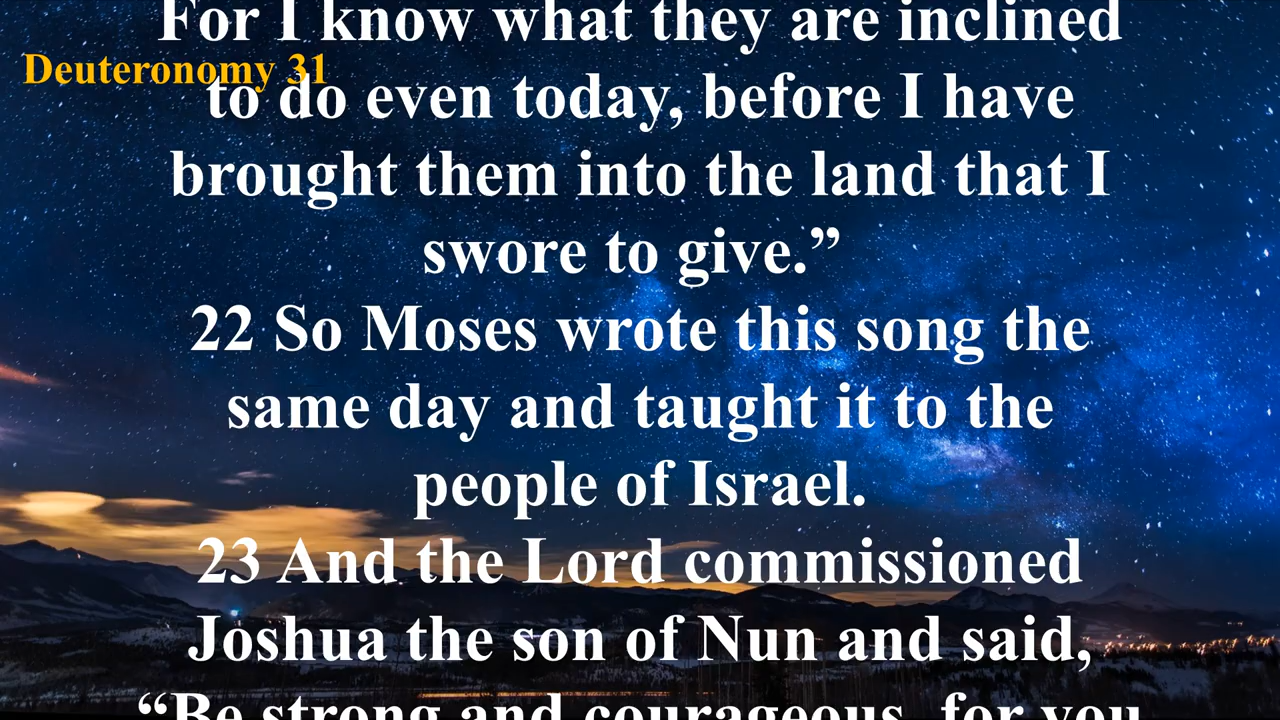 For I know what they are inclined
Deuteronomy 31
to do even today, before I have
brought them into the land that I
swore to give.”
22 So Moses wrote this song the
same day and taught it to the
people of Israel.
23 And the Lord commissioned
Joshua the son of Nun and said,
“Be strong and courageous, for you